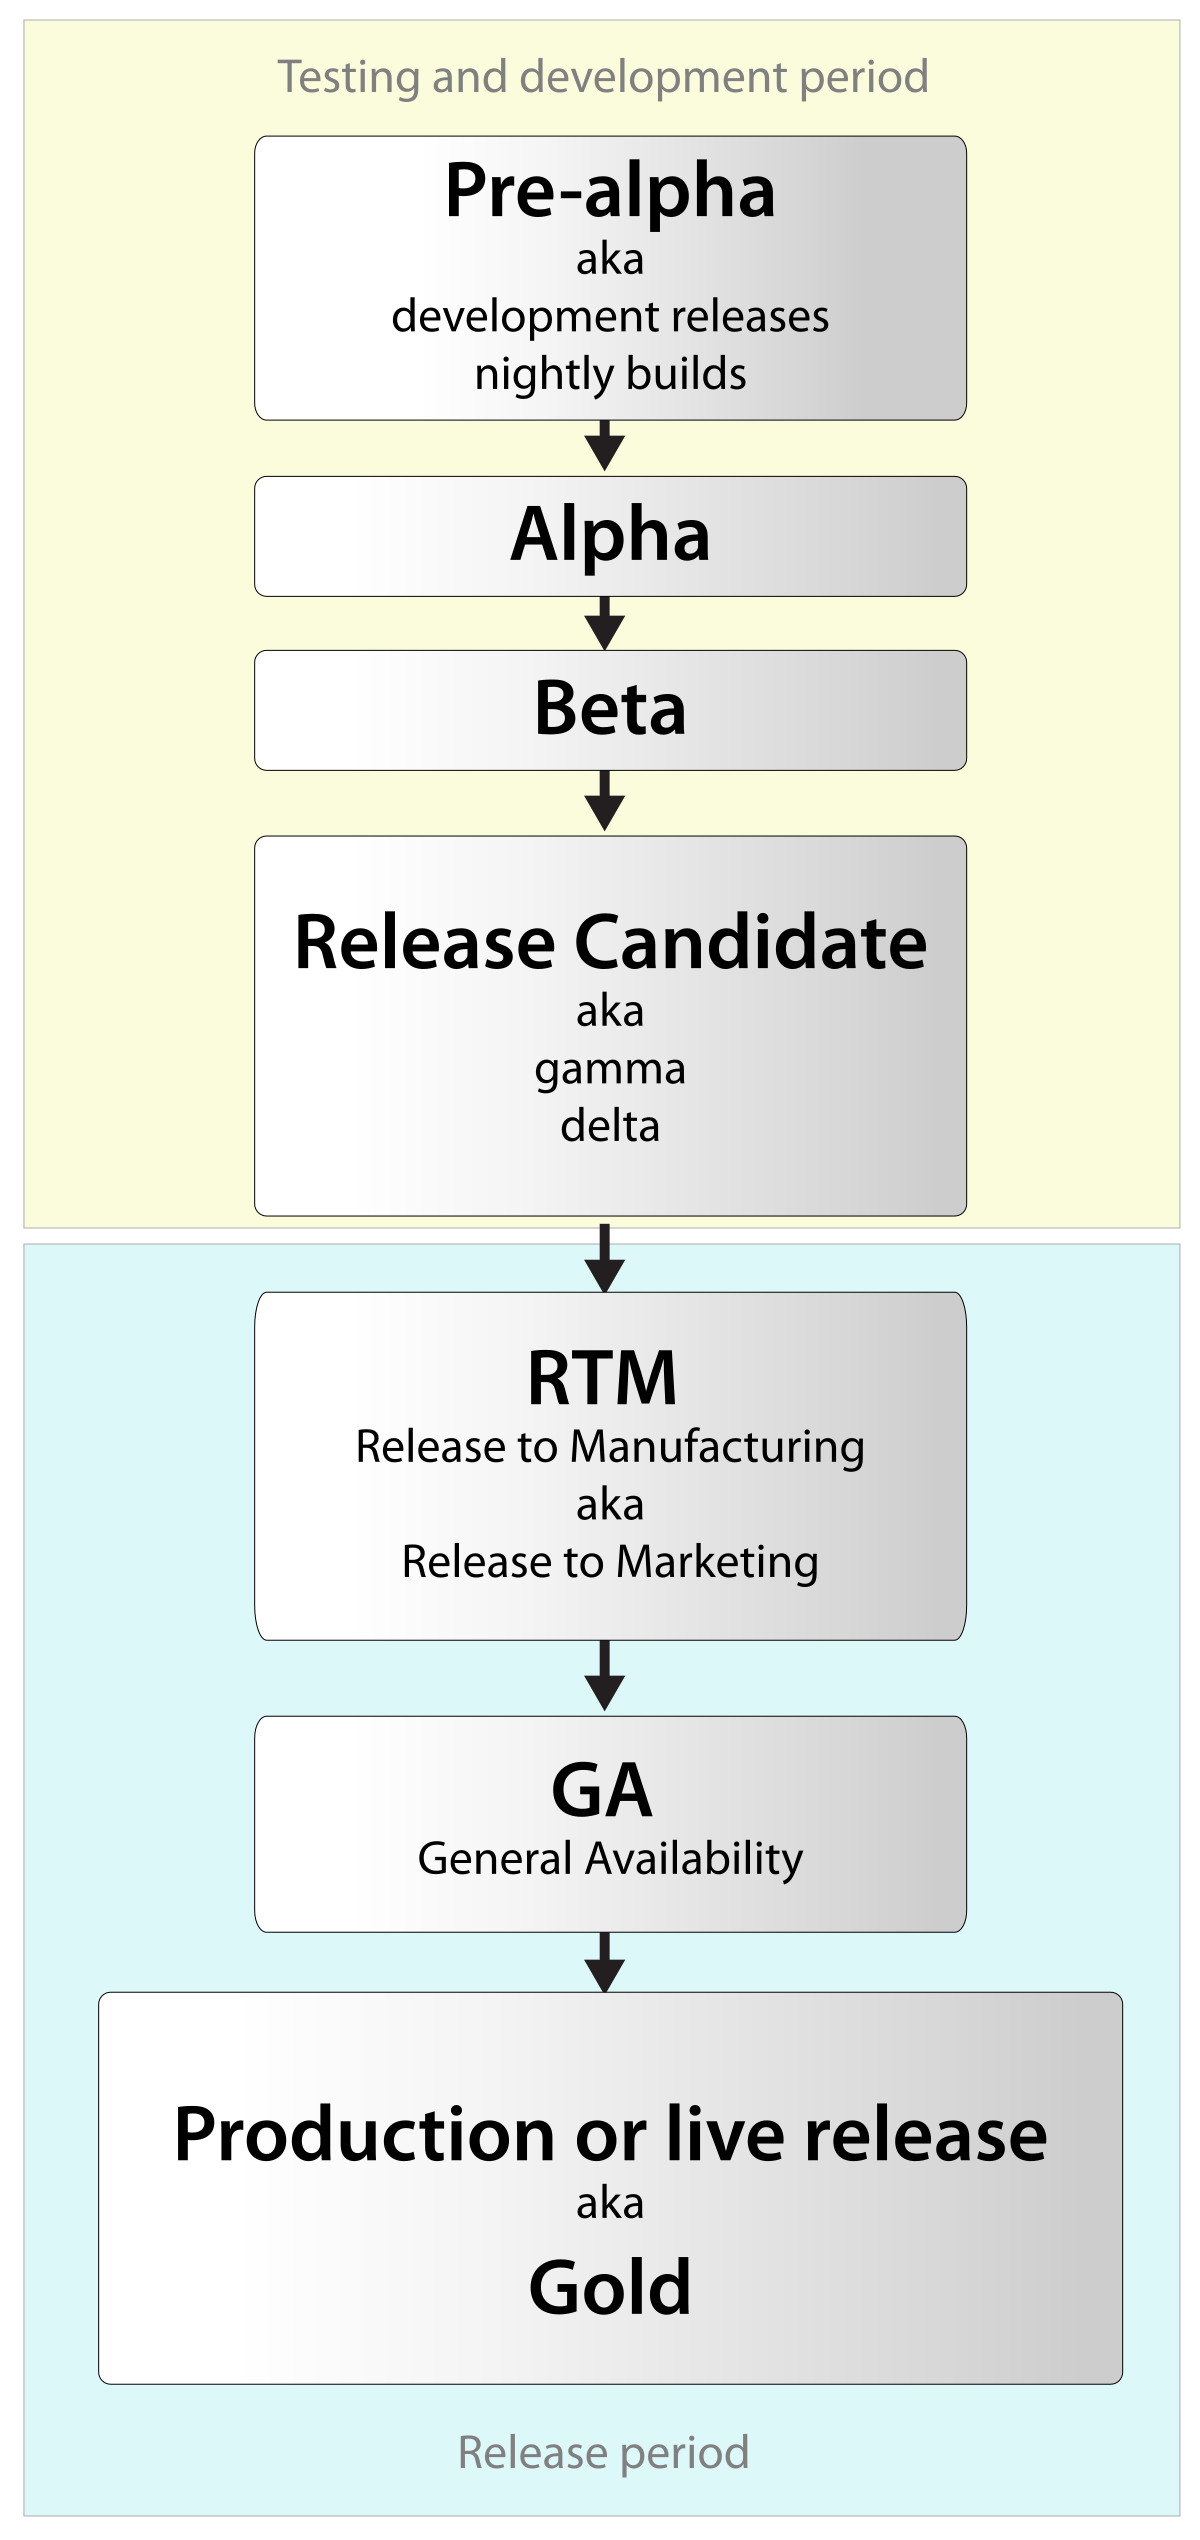 Testing and development period
Pre-alpha
aka
development releases
nightly builds
Alpha
Beta
Release Candidate
aka
gamma
delta
RTM
Release to Manufacturing
aka
Release to Marketing
GA
General Availability
Production or live release
aka
Gold
Release period